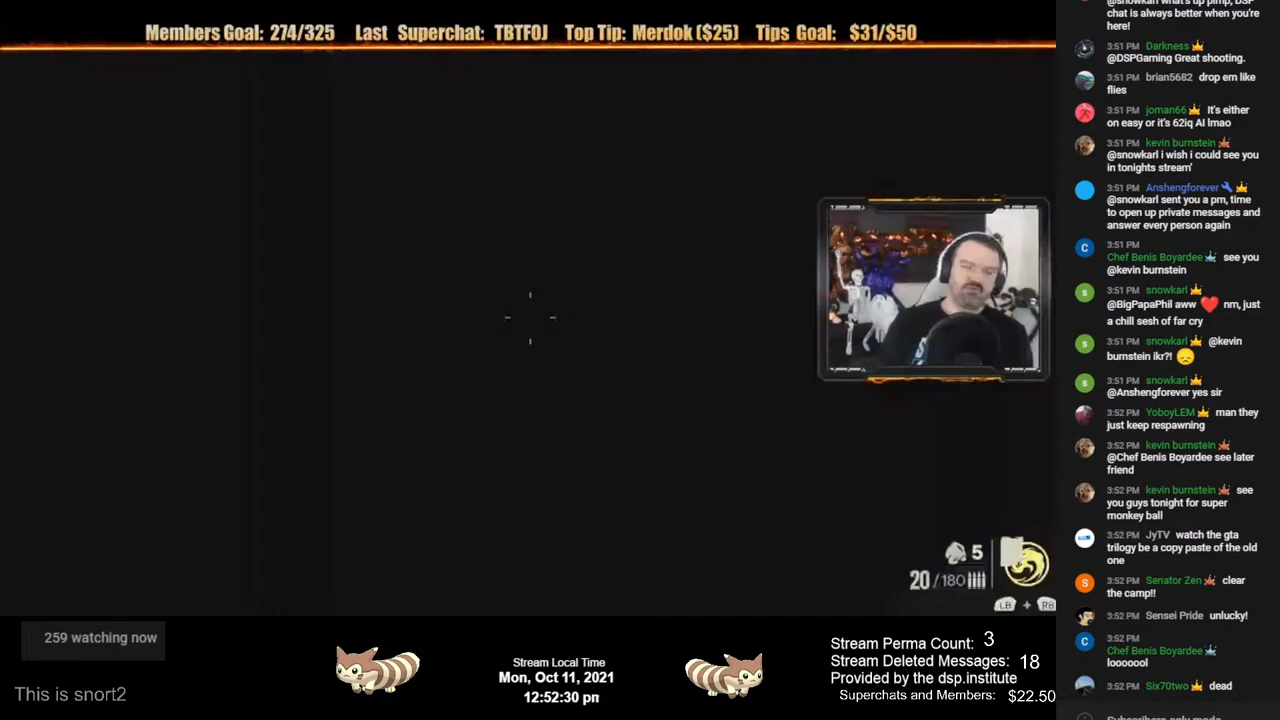 Members Goal: 274/325 Last Superchat: TBTFOJ Top Tip: Merdok ($25) Tips Goal: $31/$50
@snowkarl what's up pimp, DSP
chat is always better when you're
here!
3:51 PM Darkness
@DSPGaming Great shooting.
3:51 PM brian5682 drop em like
flies
3:51 PM joman66 It's either
on easy or it's 62iq AI lmao
3:51 PM kevin burnstein
@snowkarl i wish i could see you
in tonights stream'
3:51 PM Anshengforever
@snowkarl sent you a pm, time
to open up private messages and
answer every person again
C
3:51 PM
Chef Benis Boyardee see you
@kevin burnstein
s
3:51 PM snowkarl
@BigPapaPhil aww ❤ nm, just
a chill sesh of far cry
s
3:51 PM snowkarl @kevin
burnstein ikr?! 😞
s
3:51 PM snowkarl
@Anshengforever yes sir
3:52 PM YoboyLEM man they
just keep respawning
3:52 PM kevin burnstein
@Chef Benis Boyardee see later
friend
3:52 PM kevin burnstein see
you guys tonight for super
monkey ball
3:52 PM JyTV watch the gta
trilogy be a copy paste of the old
one
S
3:52 PM Senator Zen clear
the camp!!
3:52 PM Sensei Pride unlucky!
C
3:52 PM
Chef Benis Boyardee
looooool
3:52 PM Six70two dead
Subscribers-only mode
5
20/180
LB + RB
259 watching now
This is snort2
Stream Local Time
Mon, Oct 11, 2021
12:52:30 pm
Stream Perma Count: 3
Stream Deleted Messages: 18
Provided by the dsp.institute
Superchats and Members: $22.50